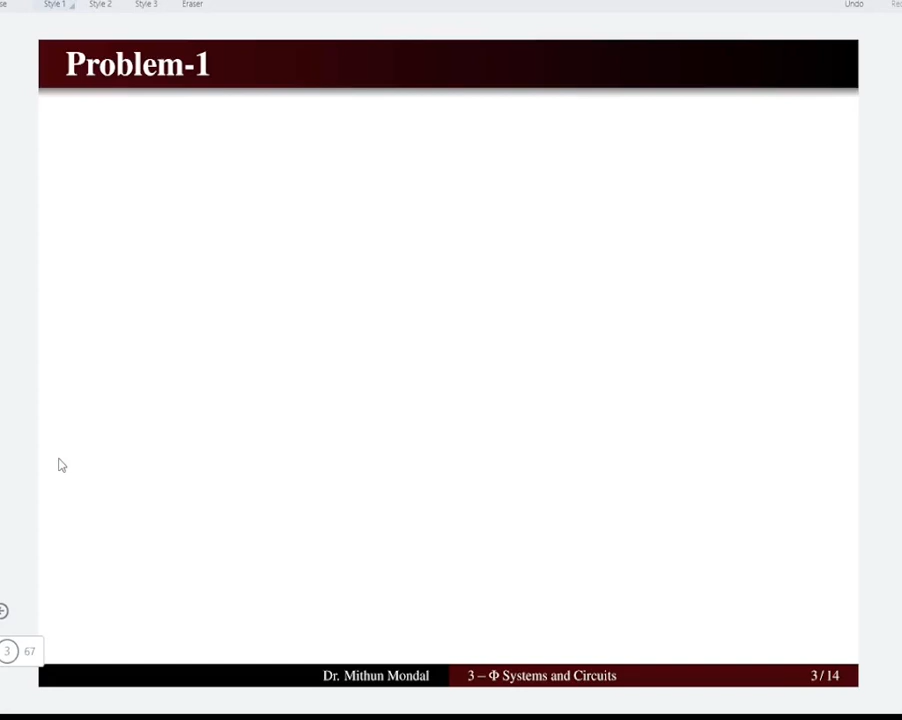 Style 1 Style 2 Style 3 Eraser Undo
Problem-1
3 67
Dr. Mithun Mondal 3 – Φ Systems and Circuits 3 / 14